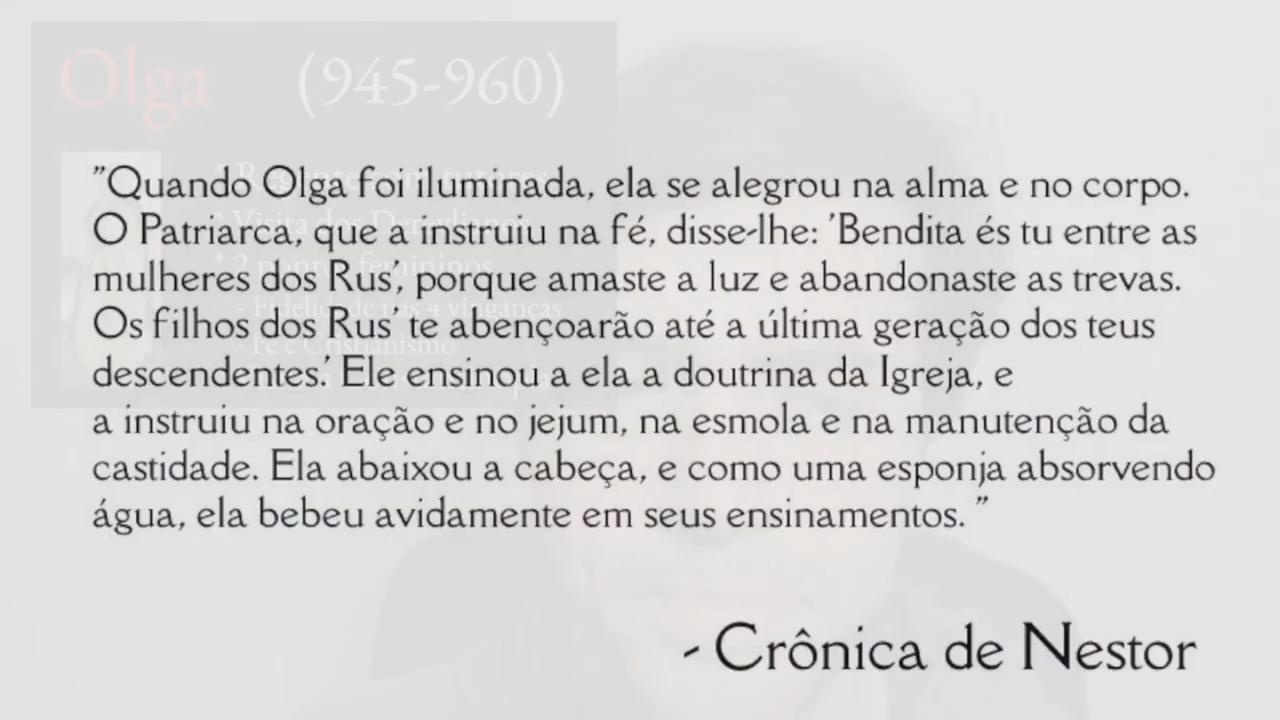 Olga (945-960)
"Quando Olga foi iluminada, ela se alegrou na alma e no corpo.
O Patriarca, que a instruiu na fé, disse-lhe: 'Bendita és tu entre as
mulheres dos Rus', porque amaste a luz e abandonaste as trevas.
Os filhos dos Rus' te abençoarão até a última geração dos teus
descendentes.' Ele ensinou a ela a doutrina da Igreja, e
a instruiu na oração e no jejum, na esmola e na manutenção da
castidade. Ela abaixou a cabeça, e como uma esponja absorvendo
água, ela bebeu avidamente em seus ensinamentos. "
- Crônica de Nestor